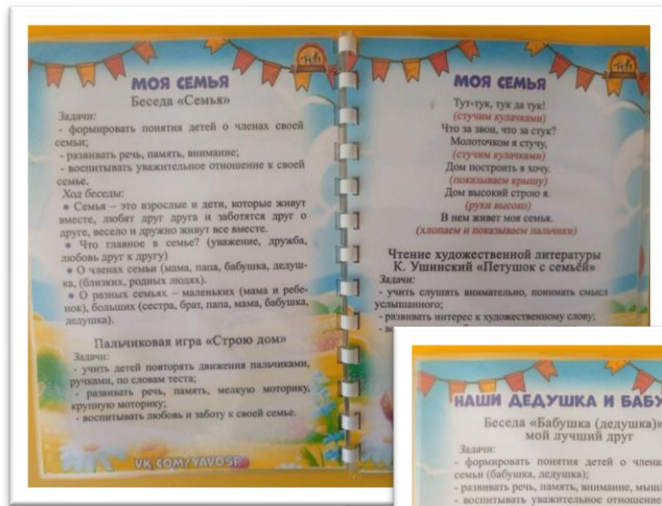 МОЯ СЕМЬЯ
Беседа «Семья»
Задачи:
- формировать понятия детей о членах своей
семьи;
- развивать речь, память, внимание;
- воспитывать уважительное отношение к своей
семье.
Ход беседы:
● Семья – это взрослые и дети, которые живут
вместе, любят друг друга и заботятся друг о
друге, весело и дружно живут все вместе.
● Что главное в семье? (уважение, дружба,
любовь друг к другу)
● О членах семьи (мама, папа, бабушка, дедуш-
ка, (близких, родных людях).
● О разных семьях – маленьких (мама и ребе-
нок), больших (сестра, брат, папа, мама, бабушка,
дедушка).
Пальчиковая игра «Строю дом»
Задачи:
- учить детей повторять движения пальчиками,
ручками, по словам теста;
- развивать речь, память, мелкую моторику,
крупную моторику;
- воспитывать любовь и заботу к своей семье.
VK.COM/YAVOSP
МОЯ СЕМЬЯ
Тут-тук, тук да тук!
(стучим кулачками)
Что за звон, что за стук?
Молоточком я стучу,
(стучим кулачками)
Дом построить я хочу.
(показываем крышу)
Дом высокий строю я.
(руки высоко)
В нем живет моя семья.
(хлопаем и показываем пальчики)
Чтение художественной литературы
К. Ушинский «Петушок с семьёй»
Задачи:
- учить слушать внимательно, понимать смысл
услышанного;
- развивать интерес к художественному слову;
НАШИ ДЕДУШКА И БАБУ
Беседа «Бабушка (дедушка)»
мой лучший друг
Задачи:
- формировать понятия детей о членах
семьи (бабушка, дедушка);
- развивать речь, память, внимание, мышл
- воспитывать уважительное отношение